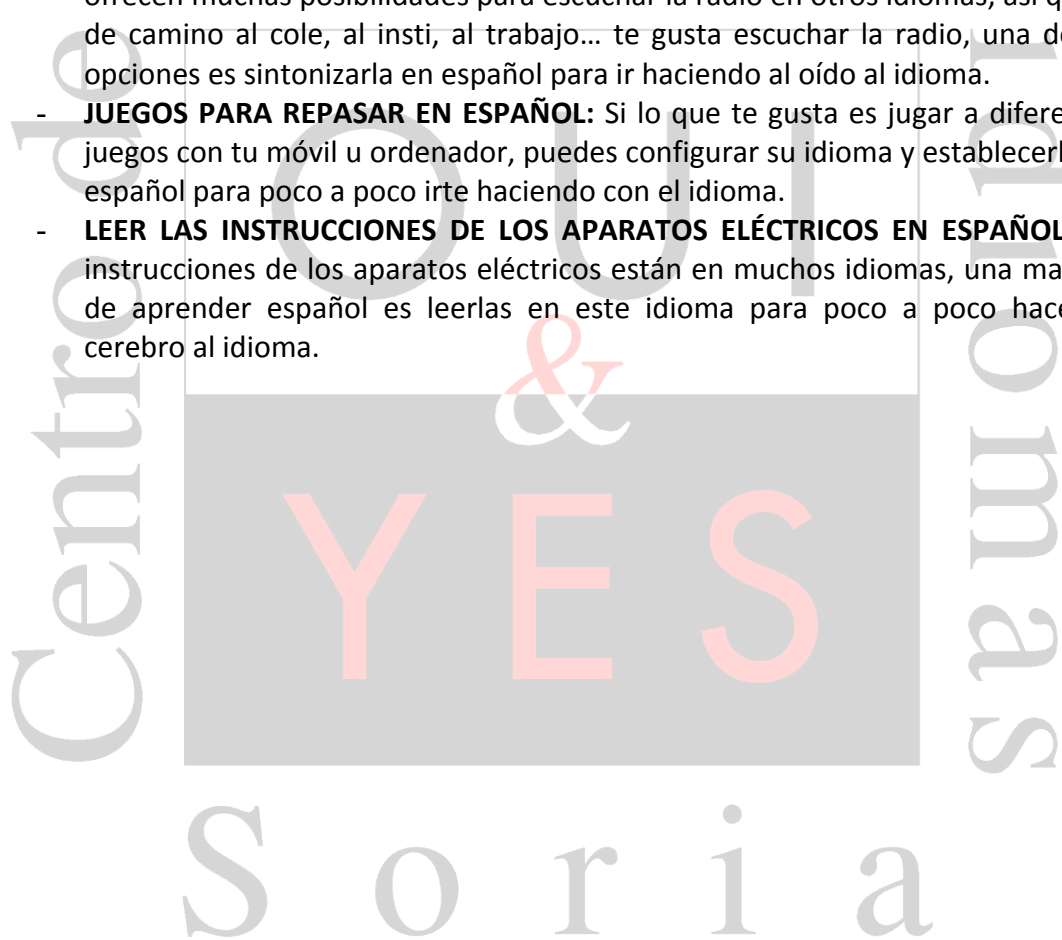 ofrecen muchas posibilidades para escuchar la radio en otros idiomas, así q
de camino al cole, al insti, al trabajo… te gusta escuchar la radio, una d
opciones es sintonizarla en español para ir haciendo al oído al idioma.
- JUEGOS PARA REPASAR EN ESPAÑOL: Si lo que te gusta es jugar a difere
juegos con tu móvil u ordenador, puedes configurar su idioma y establecerl
español para poco a poco irte haciendo con el idioma.
- LEER LAS INSTRUCCIONES DE LOS APARATOS ELÉCTRICOS EN ESPAÑOL
instrucciones de los aparatos eléctricos están en muchos idiomas, una ma
de aprender español es leerlas en este idioma para poco a poco hace
cerebro al idioma.
Centro de
OUI
&
YES
omas
Soria